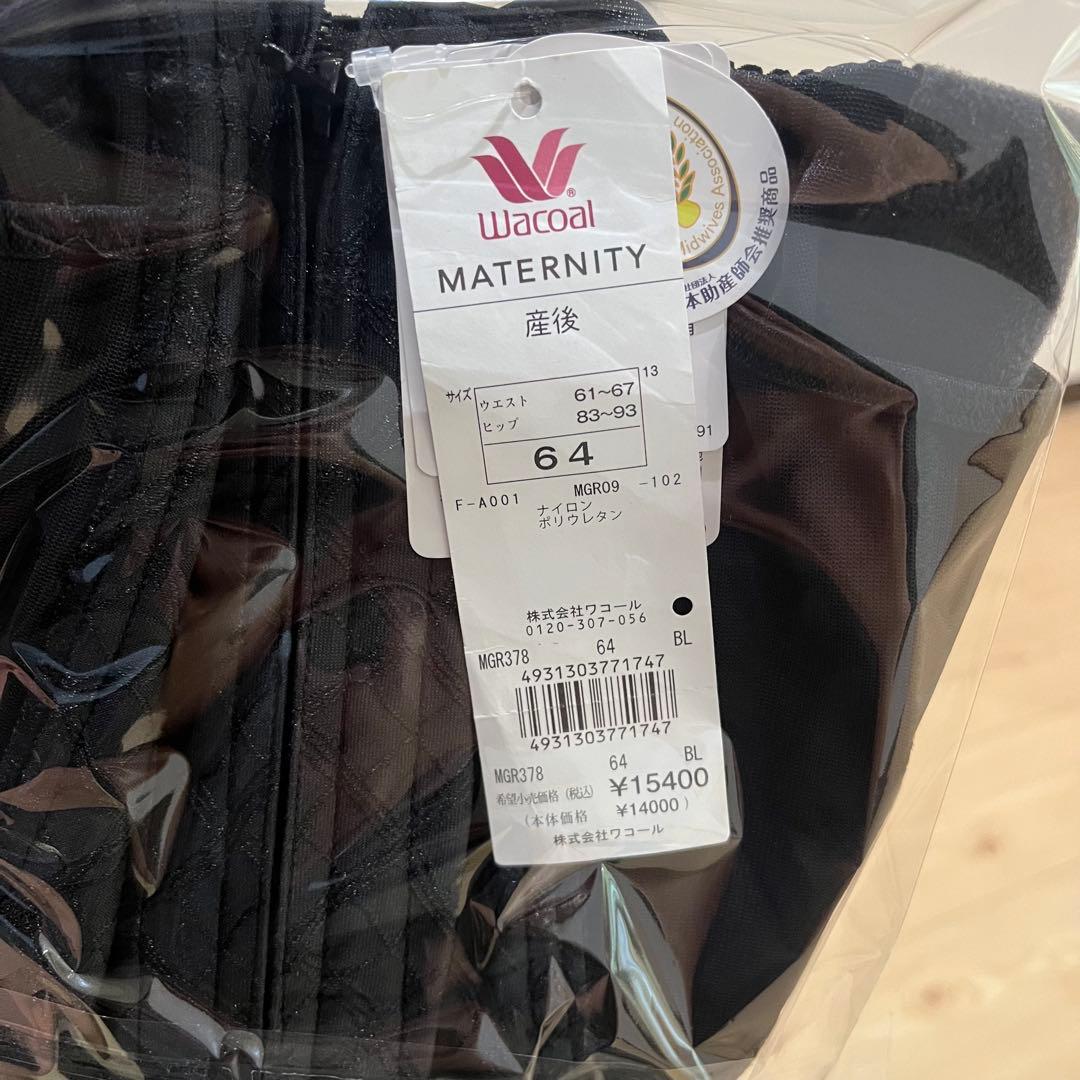 Wacoal
MATERNITY
産後
サイズ
13
ウエスト 61~67
ヒップ 83~93
64
F-A001 MGR09 -102
ナイロン
ポリウレタン
株式会社ワコール
0120-307-056
MGR378 64 BL
4931303771747
4931303771747
MGR378 64 BL
希望小売価格(税込) ¥15400
(本体価格 ¥14000)
株式会社ワコール
Midwives Association
社団法人
本助産師会推奨商品
91